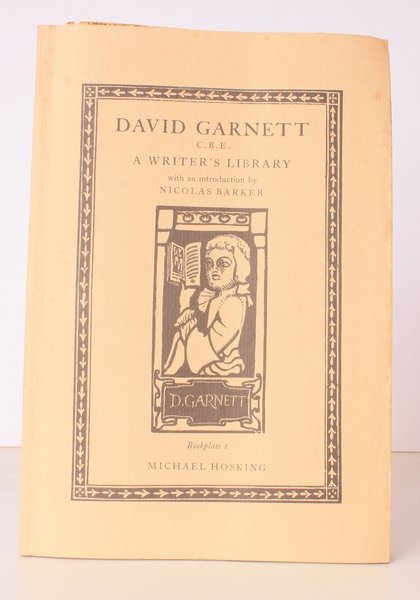 DAVID GARNETT
C.B.E.
A WRITER'S LIBRARY
with an introduction by
NICOLAS BARKER
D. GARNETT
Bookplate 1
MICHAEL HOSKING